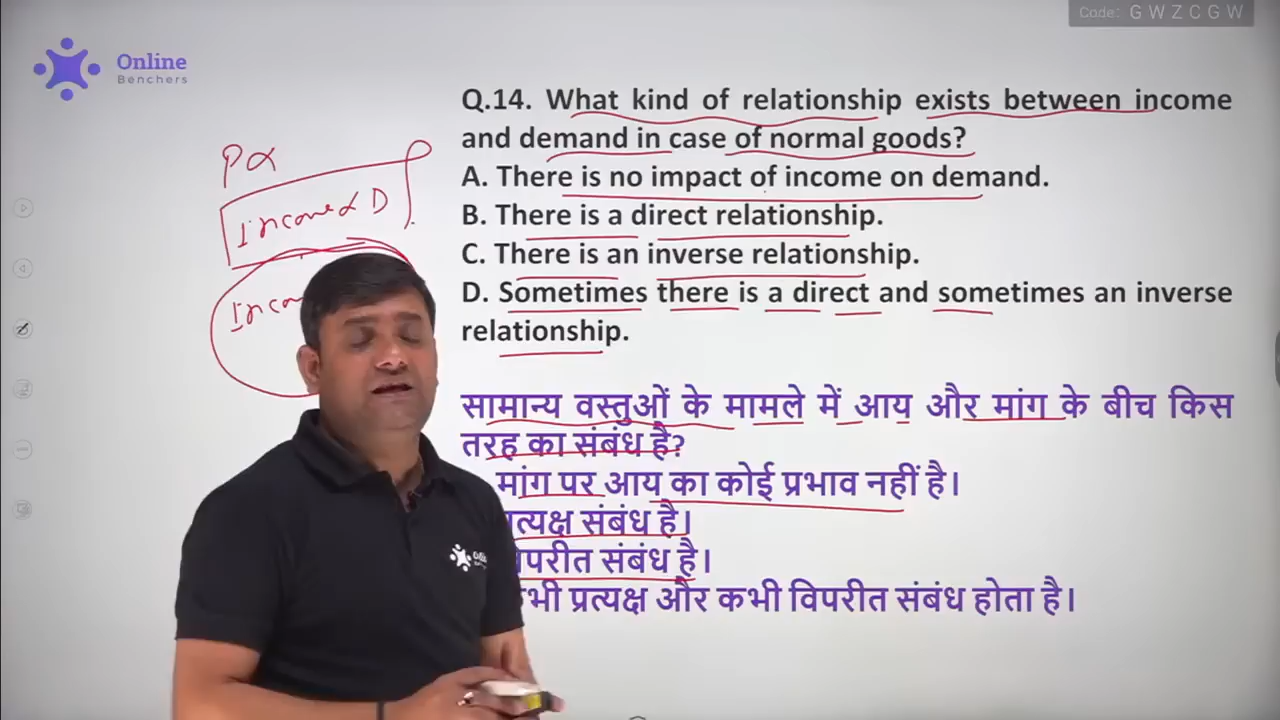 Code: G W Z C G W
Online
Benchers
Q.14. What kind of relationship exists between income
and demand in case of normal goods?
A. There is no impact of income on demand.
B. There is a direct relationship.
C. There is an inverse relationship.
D. Sometimes there is a direct and sometimes an inverse
relationship.
P α
Income α D
सामान्य वस्तुओं के मामले में आय और मांग के बीच किस
तरह का संबंध है?
मांग पर आय का कोई प्रभाव नहीं है।
संबंध है।
संबंध है।
प्रत्यक्ष और कभी विपरीत संबंध होता है।